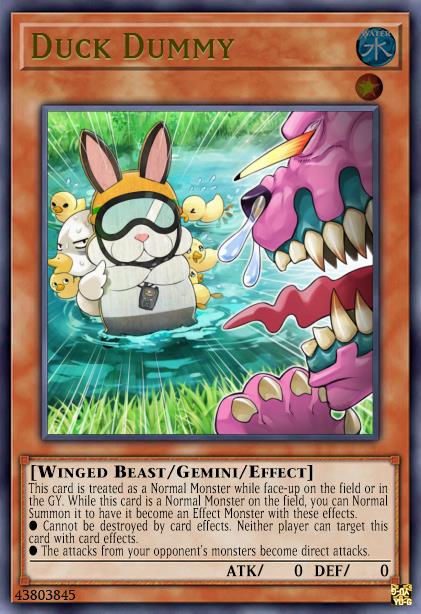 DUCK DUMMY
WATER
水
[WINGED BEAST/GEMINI/EFFECT]
This card is treated as a Normal Monster while face-up on the field or in
the GY. While this card is a Normal Monster on the field, you can Normal
Summon it to have it become an Effect Monster with these effects.
● Cannot be destroyed by card effects. Neither player can target this
card with card effects.
● The attacks from your opponent's monsters become direct attacks.
ATK/ 0 DEF/ 0
43803845